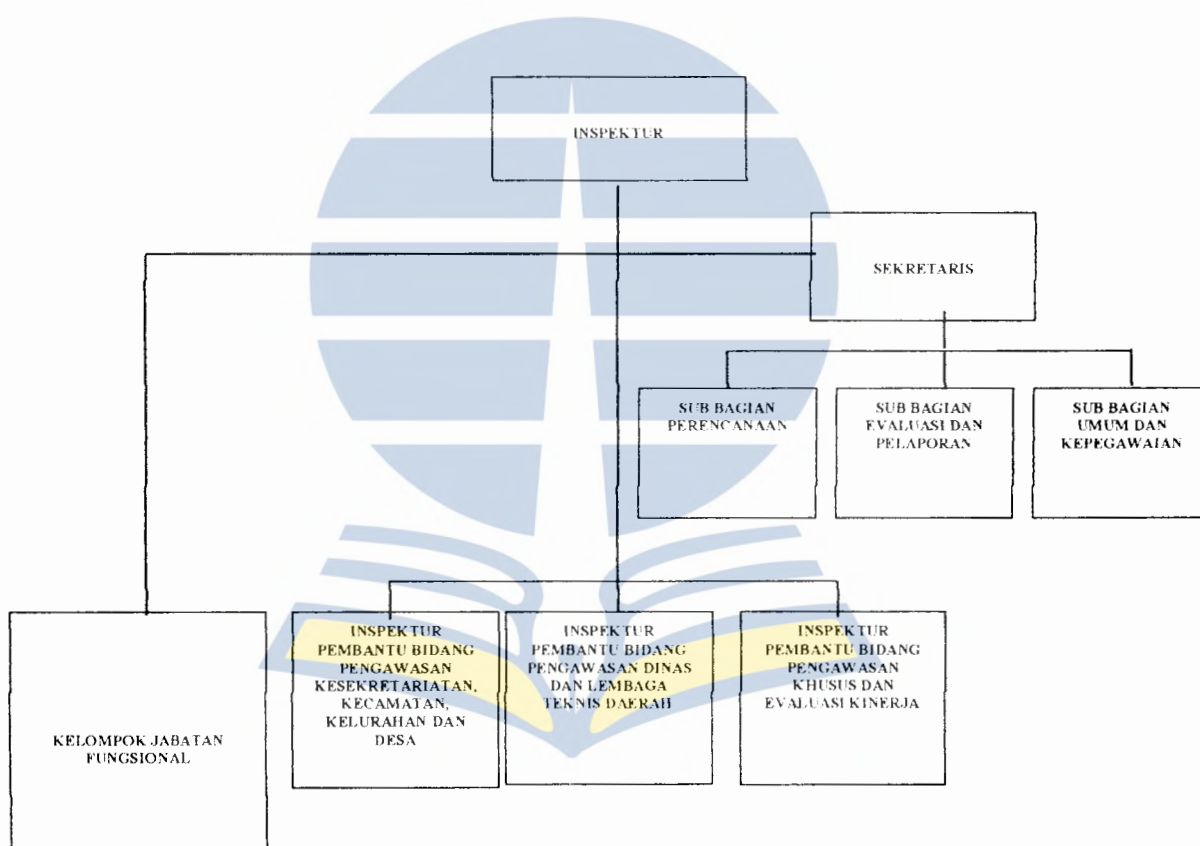 INSPEKTUR
SEKRETARIS
SUB BAGIAN
PERENCANAAN
SUB BAGIAN
EVALUASI DAN
PELAPORAN
SUB BAGIAN
UMUM DAN
KEPEGAWAIAN
KELOMPOK JABATAN
FUNGSIONAL
INSPEKTUR
PEMBANTU BIDANG
PENGAWASAN
KESEKRETARIATAN,
KECAMATAN,
KELURAHAN DAN
DESA
INSPEKTUR
PEMBANTU BIDANG
PENGAWASAN DINAS
DAN LEMBAGA
TEKNIS DAERAH
INSPEKTUR
PEMBANTU BIDANG
PENGAWASAN
KHUSUS DAN
EVALUASI KINERJA